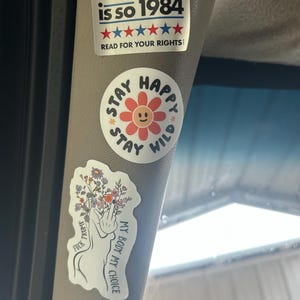 is so 1984
READ FOR YOUR RIGHTS
STAY HAPPY
STAY WILD
MY BODY MY CHOICE